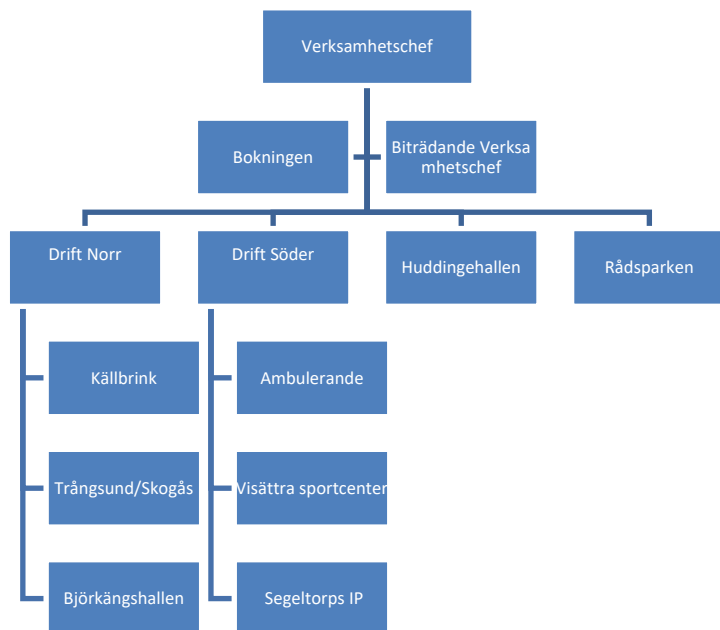 Verksamhetschef
Bokningen
Biträdande Verksa
mhetschef
Drift Norr
Drift Söder
Huddingehallen
Rådsparken
Källbrink
Ambulerande
Trångsund/Skogås
Visättra sportcenter
Björkängshallen
Segeltorps IP